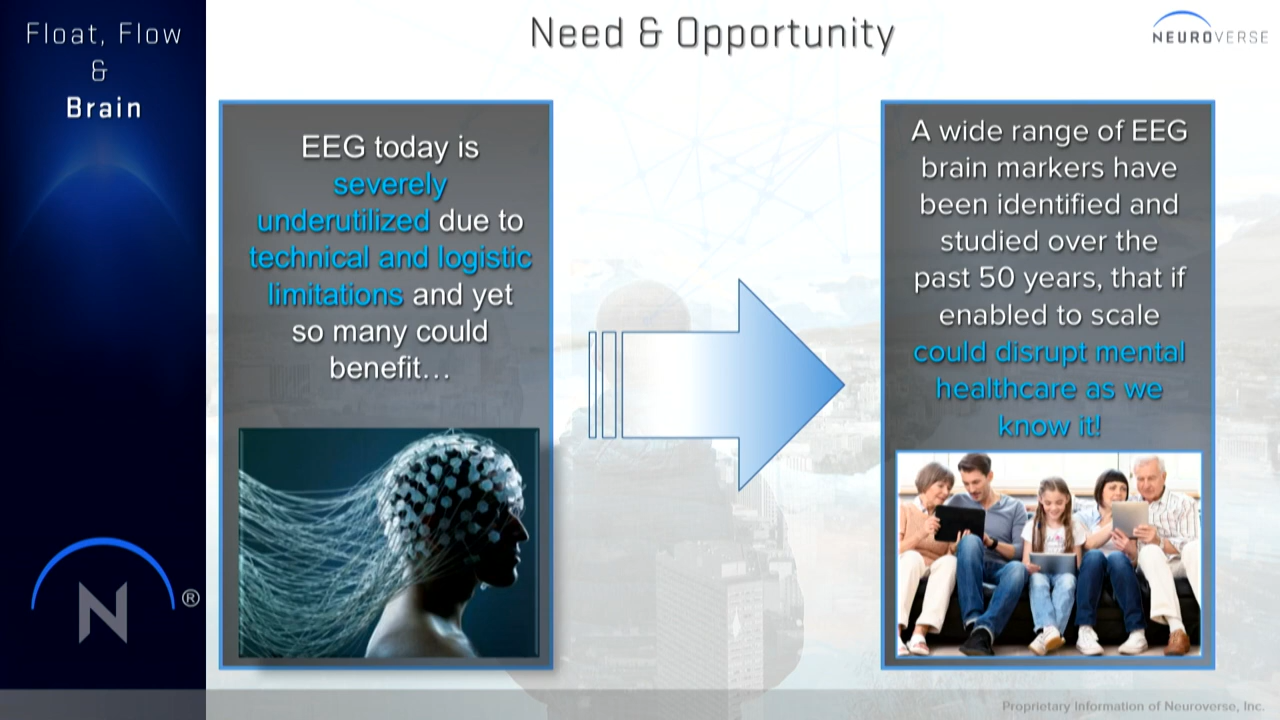 Float, Flow
&
Brain
Need & Opportunity
NEUROVERSE
EEG today is
severely
underutilized due to
technical and logistic
limitations and yet
so many could
benefit…
A wide range of EEG
brain markers have
been identified and
studied over the
past 50 years, that if
enabled to scale
could disrupt mental
healthcare as we
know it!
N ®
Proprietary Information of Neuroverse, Inc.